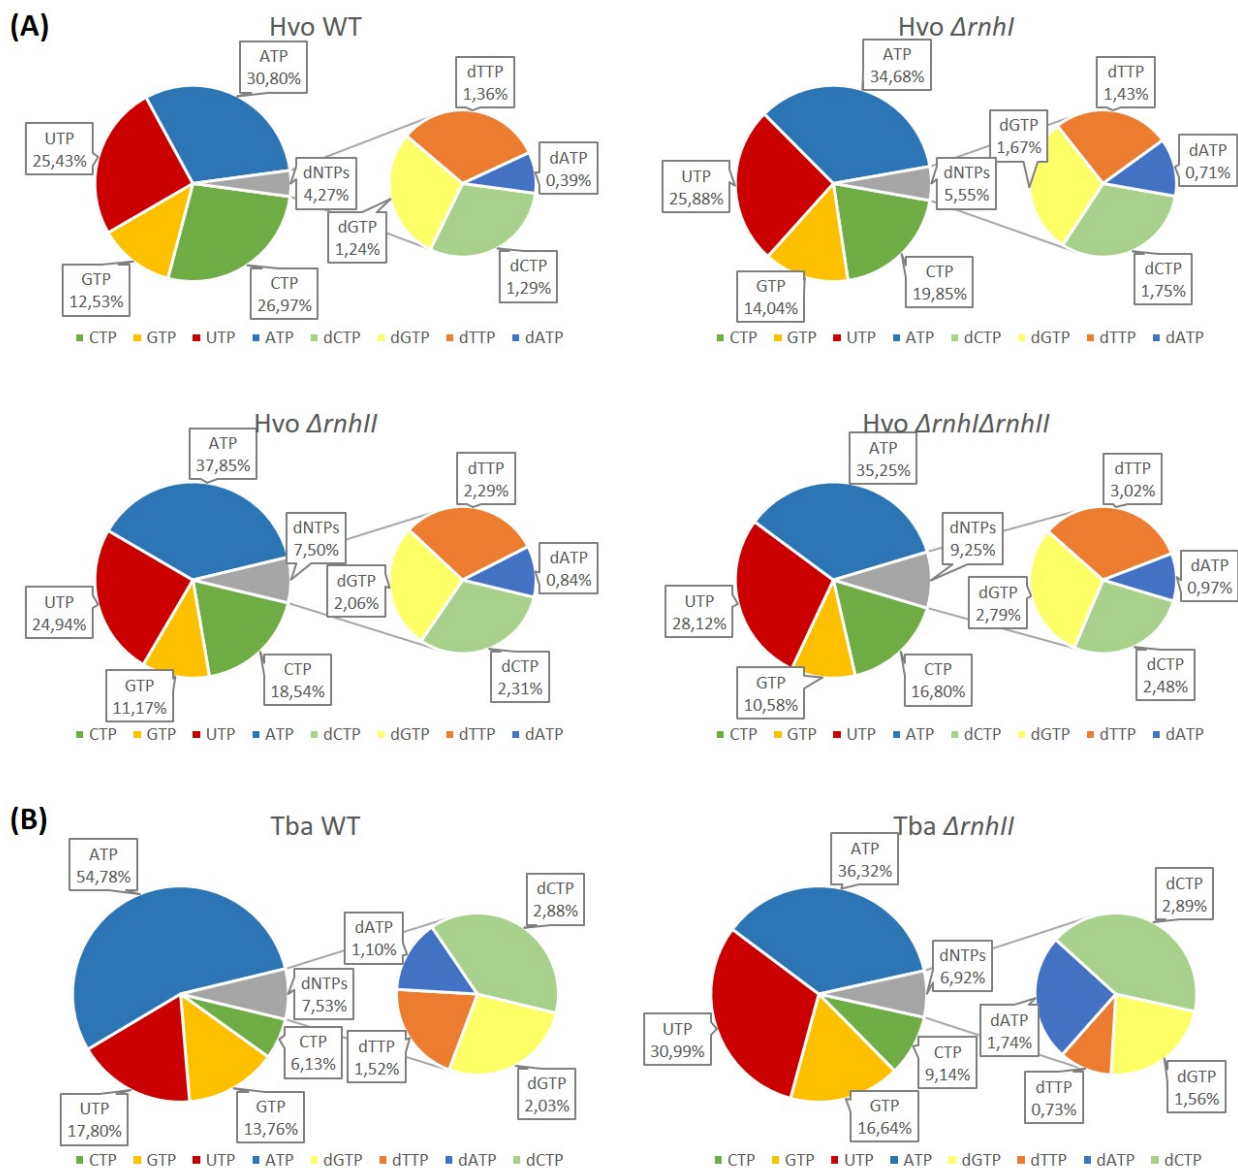 (A)
Hvo WT
ATP
30,80%
dTTP
1,36%
UTP
25,43%
dNTPs
4,27%
dATP
0,39%
dGTP
1,24%
GTP
12,53%
CTP
26,97%
dCTP
1,29%
CTP GTP UTP ATP dCTP dGTP dTTP dATP
Hvo ΔrnhI
ATP
34,68%
dTTP
1,43%
dGTP
1,67%
UTP
25,88%
dNTPs
5,55%
dATP
0,71%
GTP
14,04%
CTP
19,85%
dCTP
1,75%
CTP GTP UTP ATP dCTP dGTP dTTP dATP
Hvo ΔrnhII
ATP
37,85%
dTTP
2,29%
dNTPs
7,50%
dATP
0,84%
dGTP
2,06%
UTP
24,94%
GTP
11,17%
CTP
18,54%
dCTP
2,31%
CTP GTP UTP ATP dCTP dGTP dTTP dATP
Hvo ΔrnhIΔrnhII
ATP
35,25%
dTTP
3,02%
dNTPs
9,25%
dATP
0,97%
dGTP
2,79%
UTP
28,12%
GTP
10,58%
CTP
16,80%
dCTP
2,48%
CTP GTP UTP ATP dCTP dGTP dTTP dATP
(B)
Tba WT
ATP
54,78%
dCTP
2,88%
dATP
1,10%
dNTPs
7,53%
CTP
6,13%
dTTP
1,52%
UTP
17,80%
GTP
13,76%
dGTP
2,03%
CTP GTP UTP ATP dGTP dTTP dATP dCTP
Tba ΔrnhII
ATP
36,32%
dCTP
2,89%
dNTPs
6,92%
dATP
1,74%
UTP
30,99%
CTP
9,14%
dTTP
0,73%
GTP
16,64%
dGTP
1,56%
CTP GTP UTP ATP dGTP dTTP dATP dCTP